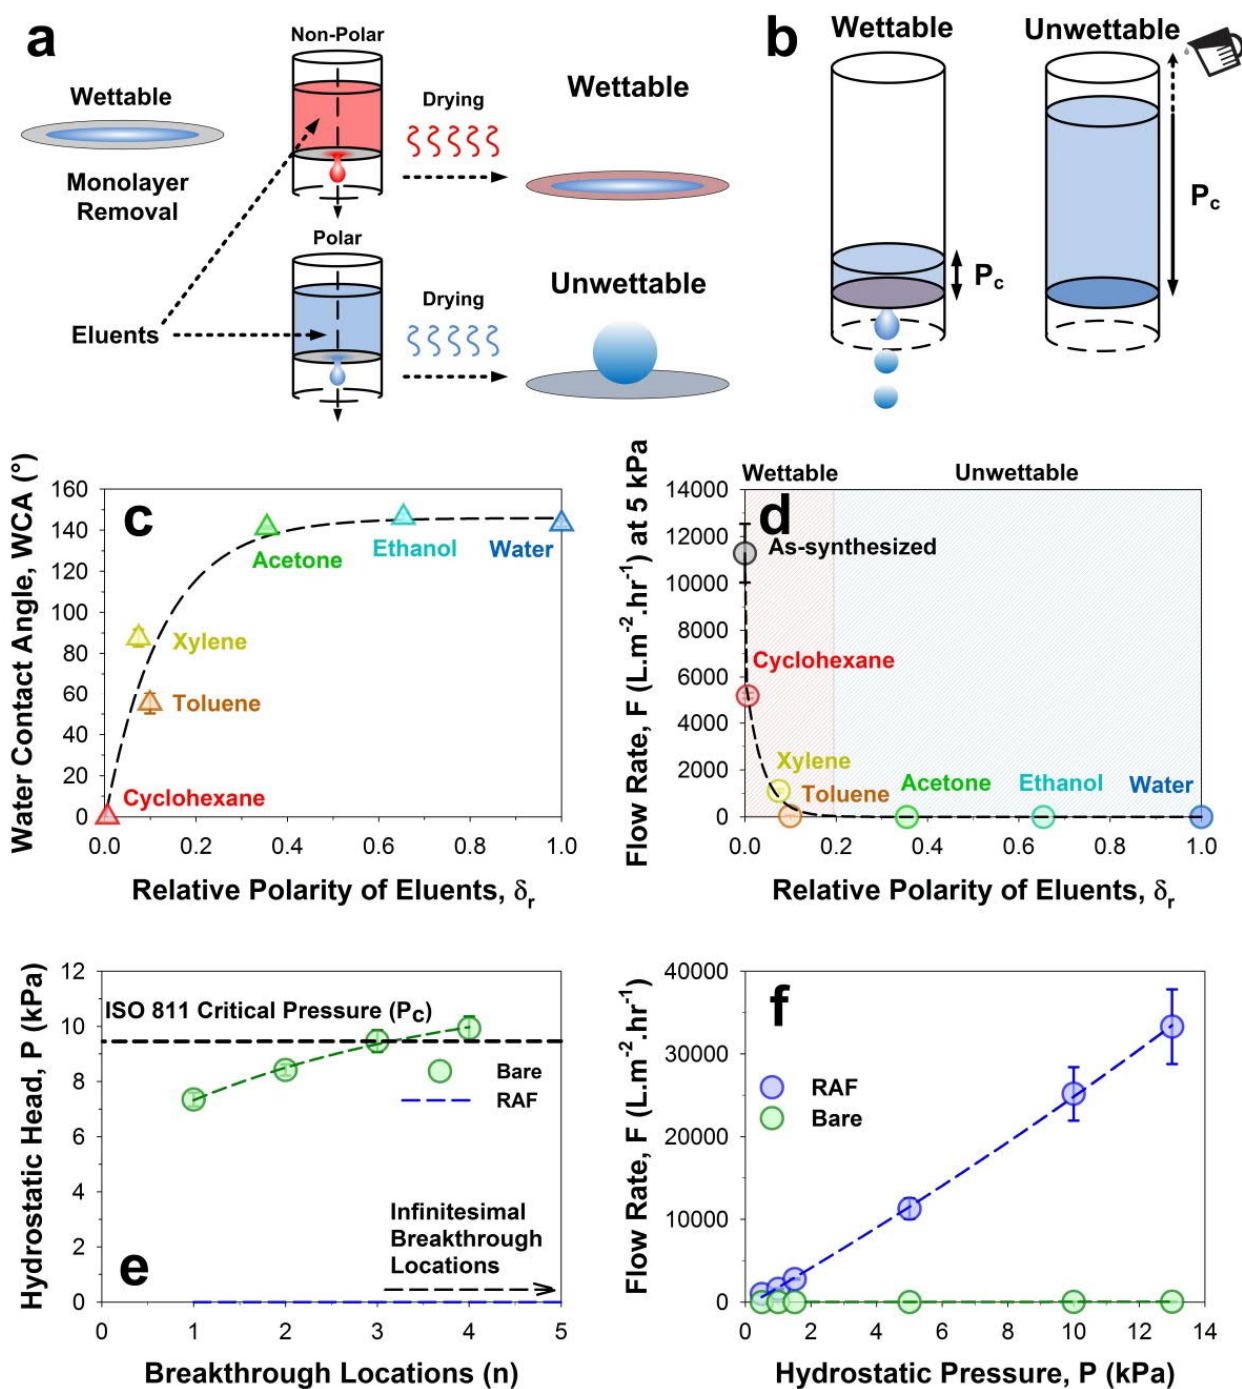 a
Wettable
Monolayer
Removal
Eluents
Non-Polar
Drying
Wettable
Polar
Drying
Unwettable
b
Wettable
Unwettable
Pc
Pc
c
Water Contact Angle, WCA (°)
160
140
120
100
80
60
40
20
0
Acetone
Ethanol
Water
Xylene
Toluene
Cyclohexane
0.0 0.2 0.4 0.6 0.8 1.0
Relative Polarity of Eluents, δr
d
Wettable
Unwettable
Flow Rate, F (L.m-2.hr-1) at 5 kPa
14000
12000
10000
8000
6000
4000
2000
0
As-synthesized
Cyclohexane
Xylene
Toluene
Acetone
Ethanol
Water
0.0 0.2 0.4 0.6 0.8 1.0
Relative Polarity of Eluents, δr
e
Hydrostatic Head, P (kPa)
12
10
8
6
4
2
0
ISO 811 Critical Pressure (Pc)
Bare
RAF
Infinitesimal
Breakthrough
Locations
0 1 2 3 4 5
Breakthrough Locations (n)
f
Flow Rate, F (L.m-2.hr-1)
40000
30000
20000
10000
0
RAF
Bare
0 2 4 6 8 10 12 14
Hydrostatic Pressure, P (kPa)